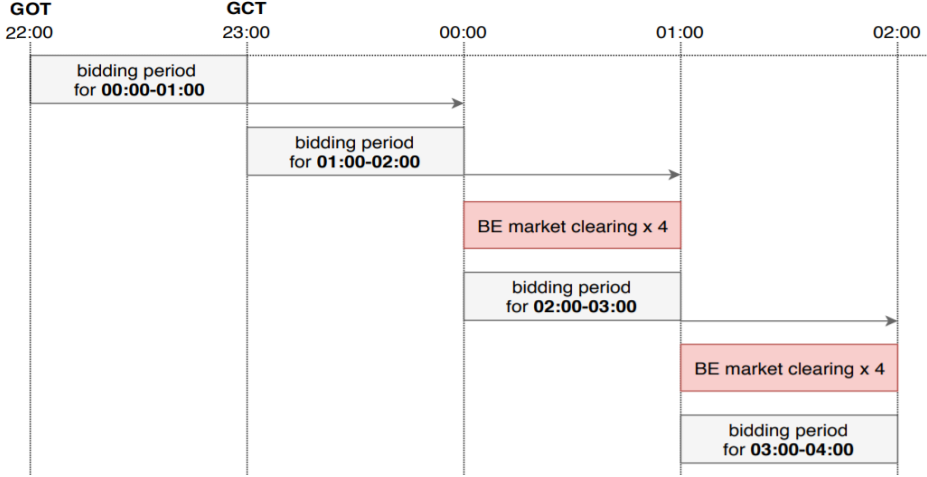 GOT GCT
22:00 23:00 00:00 01:00 02:00
bidding period
for 00:00-01:00
bidding period
for 01:00-02:00
BE market clearing x 4
bidding period
for 02:00-03:00
BE market clearing x 4
bidding period
for 03:00-04:00